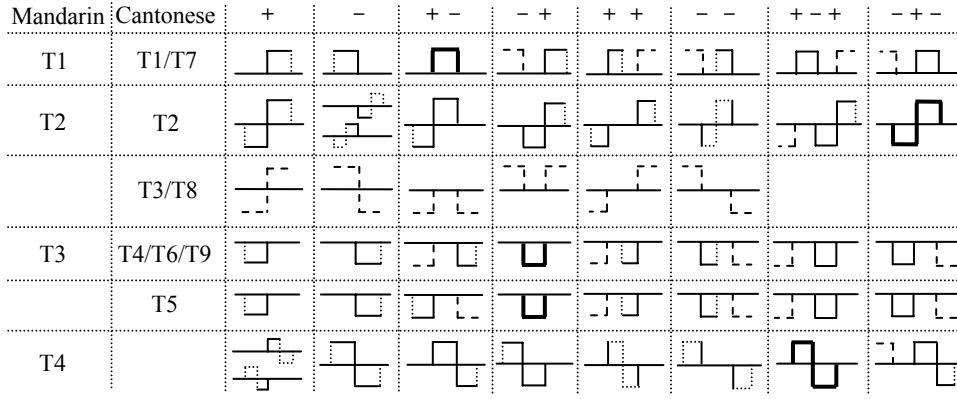 Mandarin Cantonese + − + − − + + + − − + − + − + −
T1 T1/T7
T2 T2
T3/T8
T3 T4/T6/T9
T5
T4